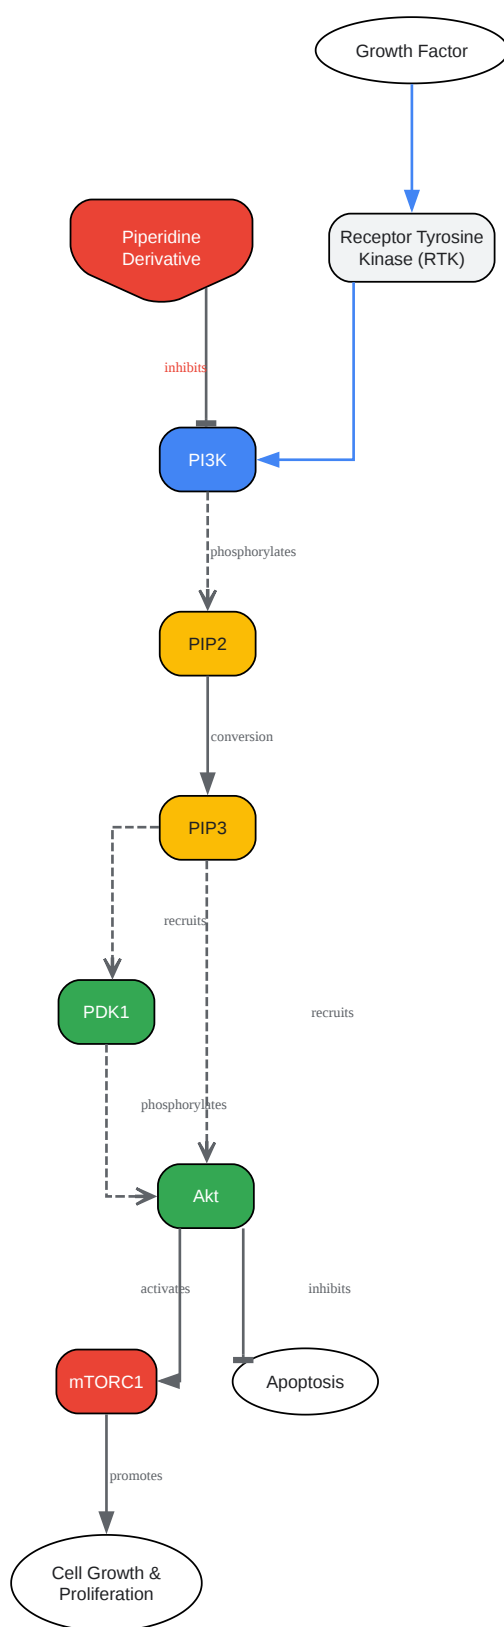 Growth Factor
Piperidine
Derivative
Receptor Tyrosine
Kinase (RTK)
inhibits
PI3K
phosphorylates
PIP2
conversion
PIP3
recruits
PDK1
recruits
phosphorylates
Akt
activates
inhibits
mTORC1
Apoptosis
promotes
Cell Growth &
Proliferation